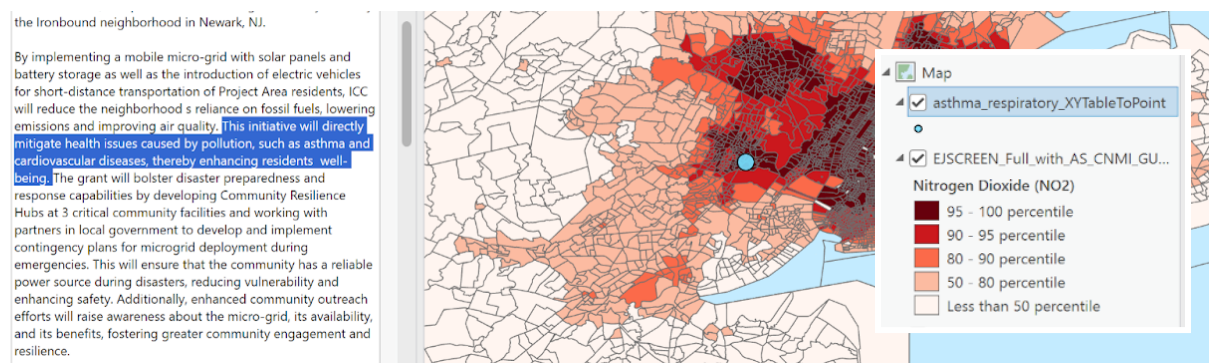 the Ironbound neighborhood in Newark, NJ.
By implementing a mobile micro-grid with solar panels and
battery storage as well as the introduction of electric vehicles
for short-distance transportation of Project Area residents, ICC
will reduce the neighborhood s reliance on fossil fuels, lowering
emissions and improving air quality. This initiative will directly
mitigate health issues caused by pollution, such as asthma and
cardiovascular diseases, thereby enhancing residents  well-
being. The grant will bolster disaster preparedness and
response capabilities by developing Community Resilience
Hubs at 3 critical community facilities and working with
partners in local government to develop and implement
contingency plans for microgrid deployment during
emergencies. This will ensure that the community has a reliable
power source during disasters, reducing vulnerability and
enhancing safety. Additionally, enhanced community outreach
efforts will raise awareness about the micro-grid, its availability,
and its benefits, fostering greater community engagement and
resilience.
Map
asthma_respiratory_XYTableToPoint
EJSCREEN_Full_with_AS_CNMI_GU...
Nitrogen Dioxide (NO2)
95 - 100 percentile
90 - 95 percentile
80 - 90 percentile
50 - 80 percentile
Less than 50 percentile